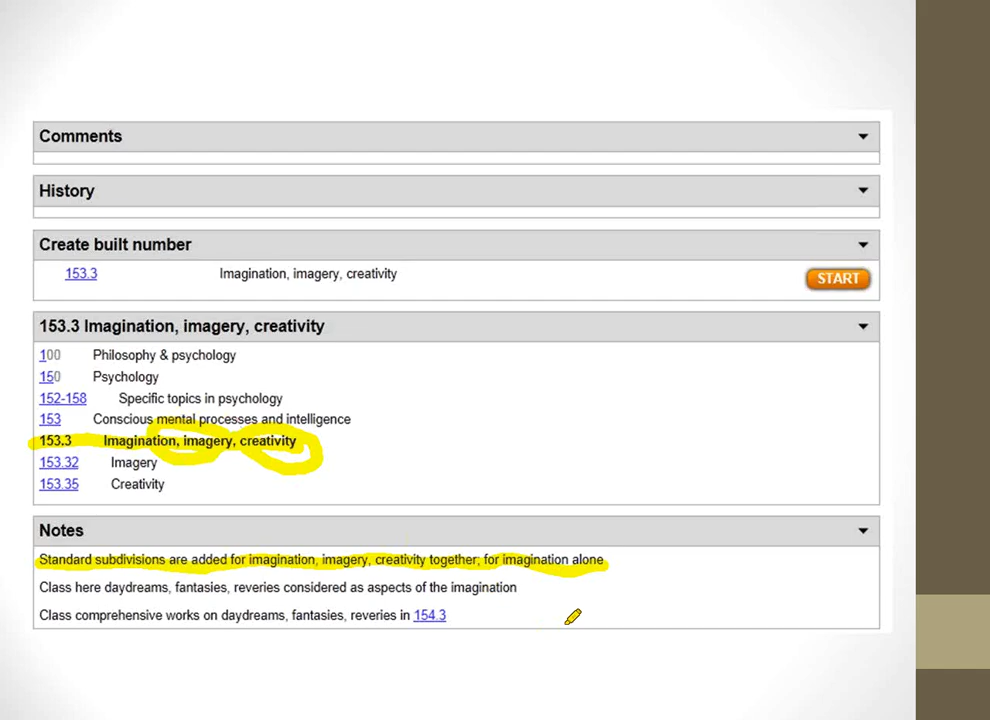 Comments
History
Create built number
153.3 Imagination, imagery, creativity
START
153.3 Imagination, imagery, creativity
100 Philosophy & psychology
150 Psychology
152-158 Specific topics in psychology
153 Conscious mental processes and intelligence
153.3 Imagination, imagery, creativity
153.32 Imagery
153.35 Creativity
Notes
Standard subdivisions are added for imagination, imagery, creativity together; for imagination alone
Class here daydreams, fantasies, reveries considered as aspects of the imagination
Class comprehensive works on daydreams, fantasies, reveries in 154.3